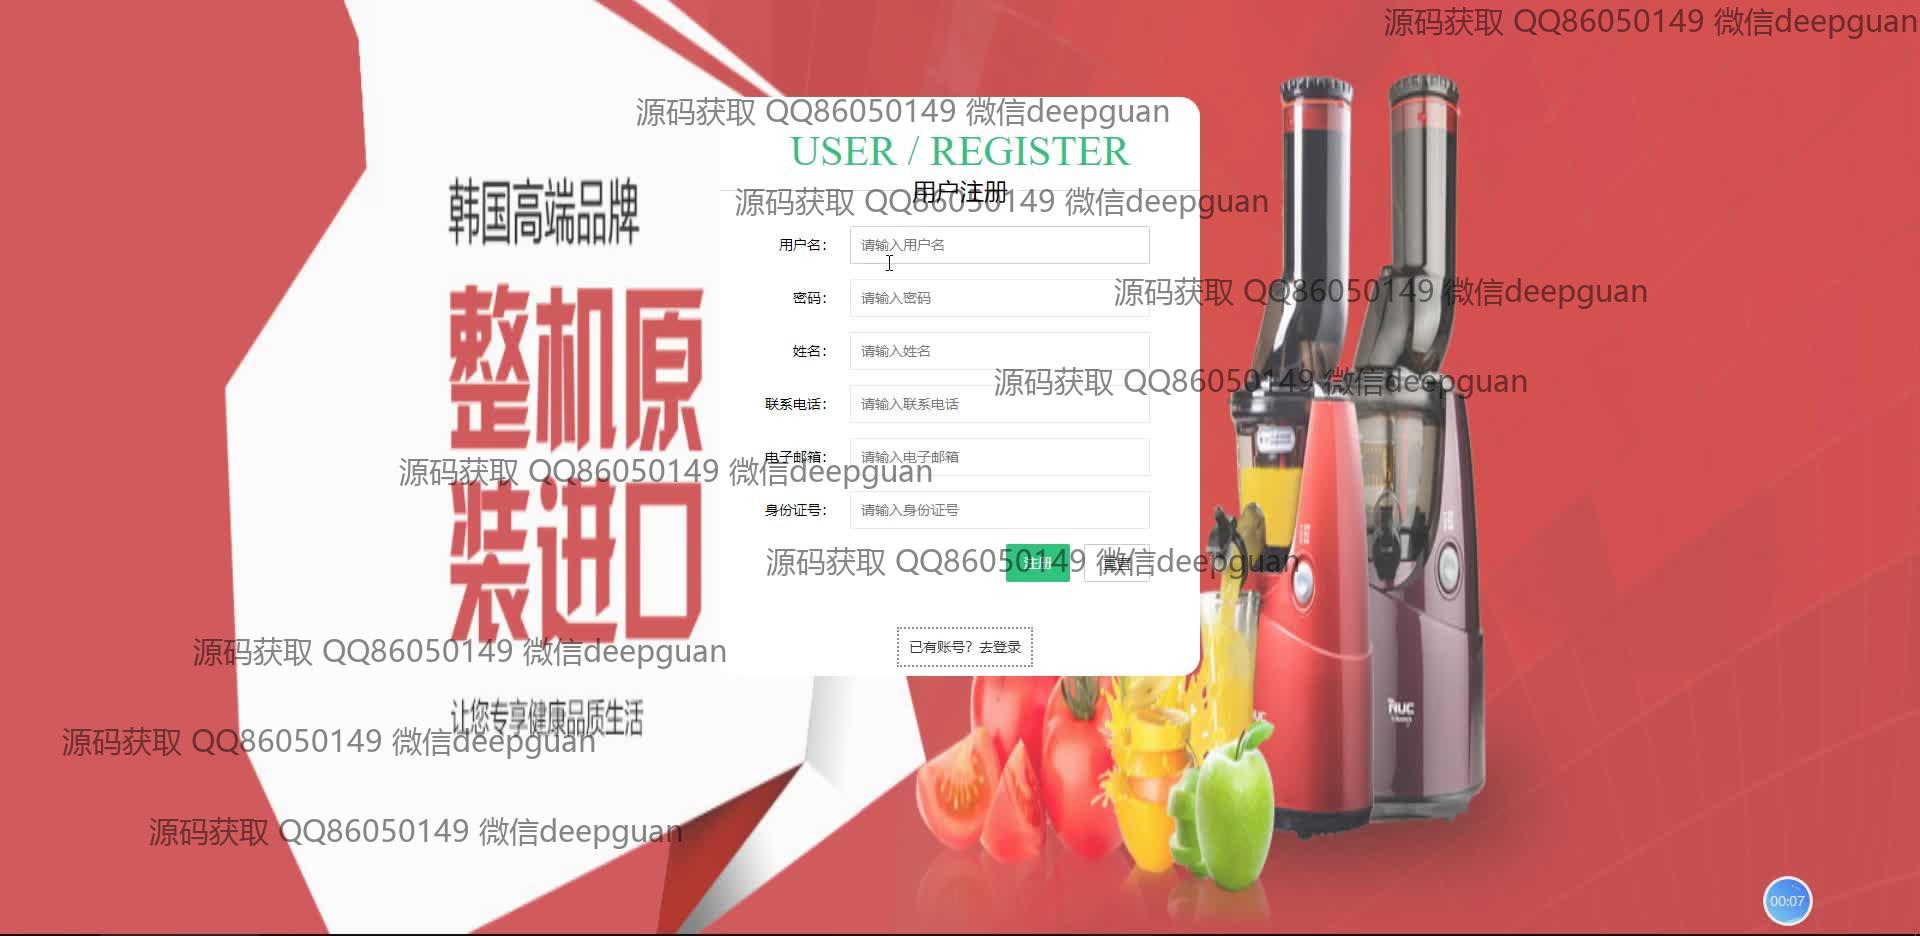 源码获取 QQ86050149 微信deepguan
源码获取 QQ86050149 微信deepguan
USER / REGISTER
用户注册
源码获取 QQ86050149 微信deepguan
韩国高端品牌
用户名：
请输入用户名
密码：
请输入密码
源码获取 QQ86050149 微信deepguan
整机原
姓名：
请输入姓名
源码获取 QQ86050149 微信deepguan
联系电话：
请输入联系电话
电子邮箱：
请输入电子邮箱
源码获取 QQ86050149 微信deepguan
装进口
身份证号：
请输入身份证号
注册
重置
源码获取 QQ86050149 微信deepguan
已有账号？去登录
源码获取 QQ86050149 微信deepguan
让您专享健康品质生活
NUC
源码获取 QQ86050149 微信deepguan
源码获取 QQ86050149 微信deepguan
00:07